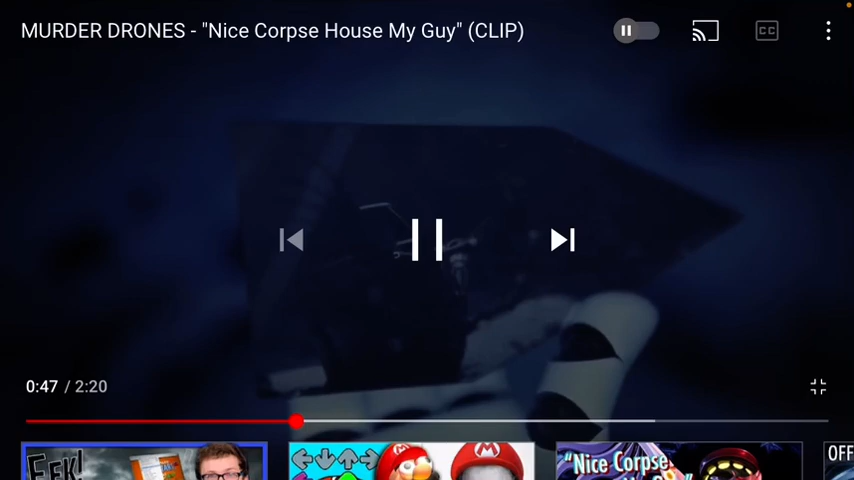 MURDER DRONES - "Nice Corpse House My Guy" (CLIP)
CC
0:47 / 2:20
EEK!
"Nice Corpse
OFF